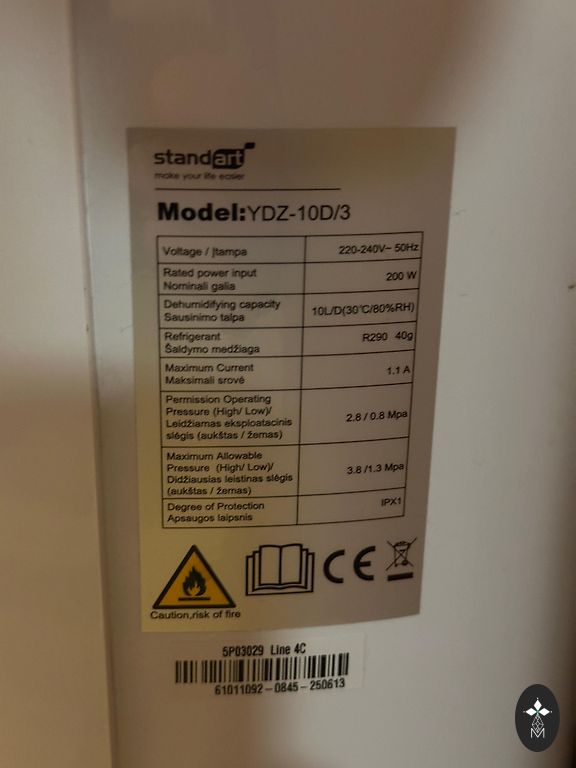 standart
make your life easier
Model:YDZ-10D/3
Voltage / Įtampa 220-240V~ 50Hz
Rated power input
Nominali galia 200 W
Dehumidifying capacity
Sausinimo talpa 10L/D(30°C/80%RH)
Refrigerant
Šaldymo medžiaga R290 40g
Maximum Current
Maksimali srovė 1.1 A
Permission Operating
Pressure (High/ Low)/
Leidžiamas eksploatacinis
slėgis (aukštas / žemas) 2.8 / 0.8 Mpa
Maximum Allowable
Pressure (High/ Low)/
Didžiausias leistinas slėgis
(aukštas / žemas) 3.8 /1.3 Mpa
Degree of Protection
Apsaugos laipsnis IPX1
CE
Caution,risk of fire
5P03029 Line 4C
61011092-0845-250613
M